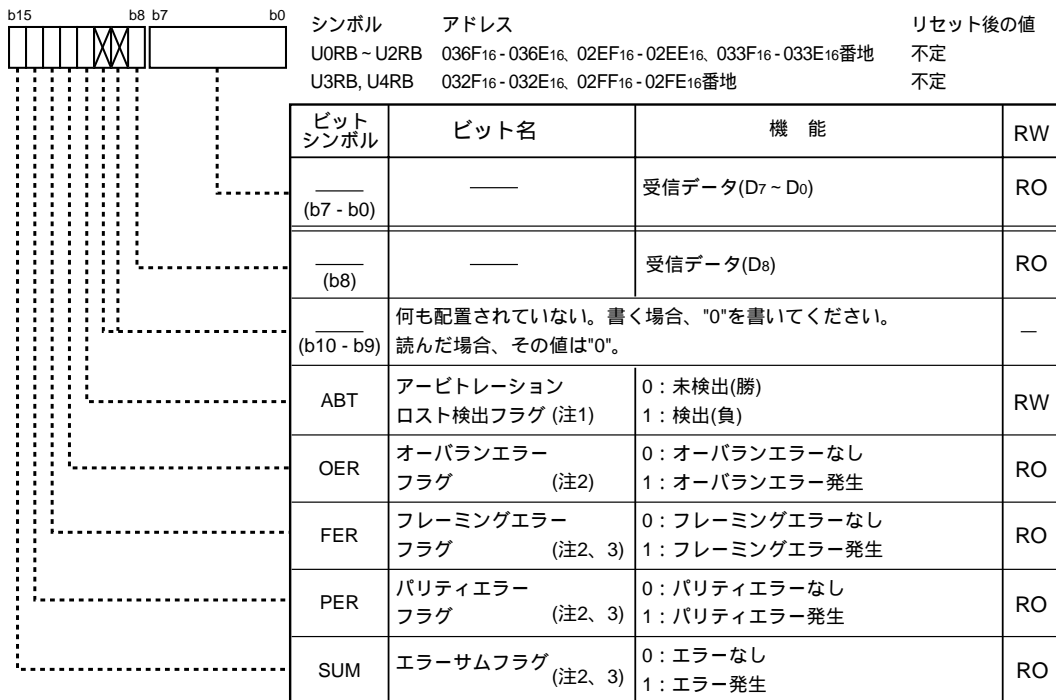 b15 b8 b7 b0
シンボル アドレス リセット後の値
U0RB ~ U2RB 036F16 - 036E16、02EF16 - 02EE16、033F16 - 033E16番地 不定
U3RB, U4RB 032F16 - 032E16、02FF16 - 02FE16番地 不定
ビット
シンボル ビット名 機 能 RW
(b7 - b0) 受信データ(D7 ~ D0) RO
(b8) 受信データ(D8) RO
何も配置されていない。書く場合、"0"を書いてください。
(b10 - b9) 読んだ場合、その値は"0"。 —
ABT アービトレーション
ロスト検出フラグ (注1) 0:未検出(勝)
1:検出(負) RW
OER オーバランエラー
フラグ (注2) 0:オーバランエラーなし
1:オーバランエラー発生 RO
FER フレーミングエラー
フラグ (注2、3) 0:フレーミングエラーなし
1:フレーミングエラー発生 RO
PER パリティエラー
フラグ (注2、3) 0:パリティエラーなし
1:パリティエラー発生 RO
SUM エラーサムフラグ (注2、3) 0:エラーなし
1:エラー発生 RO